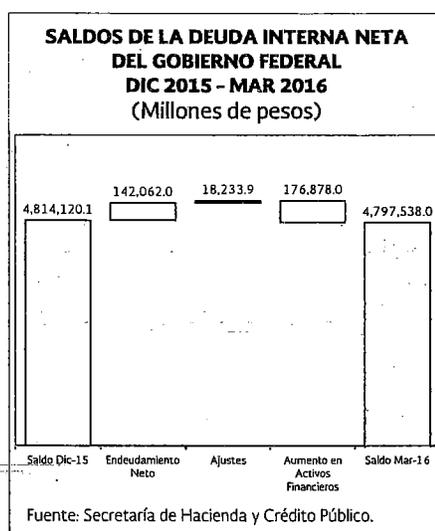 SALDOS DE LA DEUDA INTERNA NETA
DEL GOBIERNO FEDERAL
DIC 2015 - MAR 2016
(Millones de pesos)
4,814,120.1
142,062.0
18,233.9
176,878.0
4,797,538.0
Saldo Dic-15
Endeudamiento
Neto
Ajustes
Aumento en
Activos
Financieros
Saldo Mar-16
Fuente: Secretaría de Hacienda y Crédito Público.